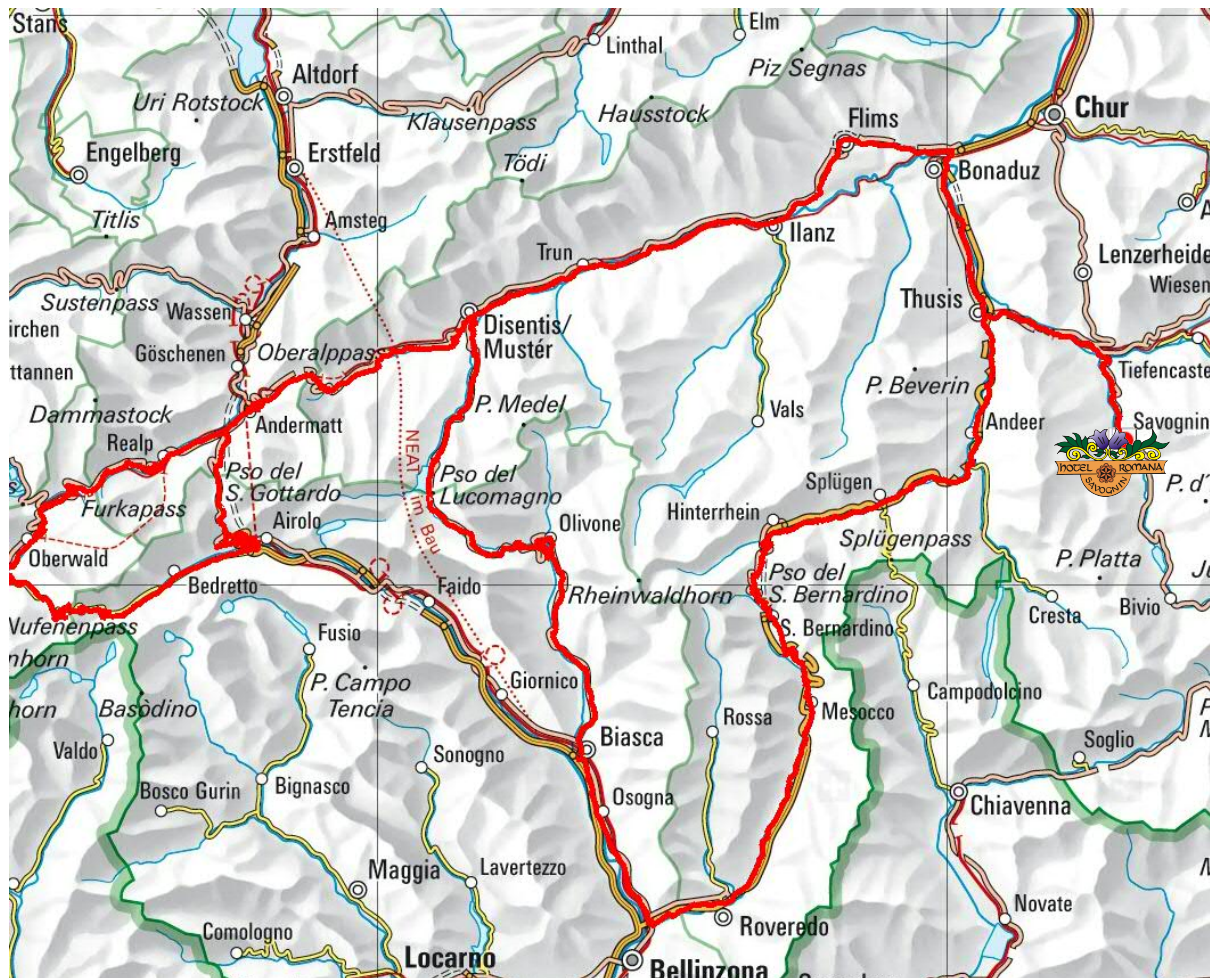 Stans
Elm
Linthal
Altdorf
Piz Segnas
Uri Rotstock
Klausenpass
Hausstock
Flims
Chur
Engelberg
Erstfeld
Tödi
Bonaduz
Titlis
Amsteg
Trun
Ilanz
Lenzerheide
Wiesen
Sustenpass
Wassen
Thusis
Disentis/
Mustér
irchen
Göschenen
Oberalppass
ttannen
Tiefencaste
Dammastock
Andermatt
P. Medel
P. Beverin
Vals
Andeer
Savognin
Realp
NEAT im Bau
HOTEL ROMANA
SAVOGNIN
Pso del
S. Gottardo
Pso del
Lucomagno
Splügen
P. d'
Furkapass
Hinterrhein
Airolo
Olivone
Splügenpass
Oberwald
P. Platta
Bedretto
Pso del
S. Bernardino
Rheinwaldhorn
Faido
Cresta
Bivio
Nufenenpass
Fusio
S. Bernardino
nhorn
P. Campo
Tencia
Giornico
Campodolcino
horn
Basòdino
Rossa
Mesocco
Valdo
Sonogno
Biasca
Soglio
Bosco Gurin
Bignasco
Osogna
Chiavenna
Maggia
Lavertezzo
Roveredo
Novate
Comologno
Locarno
Bellinzona